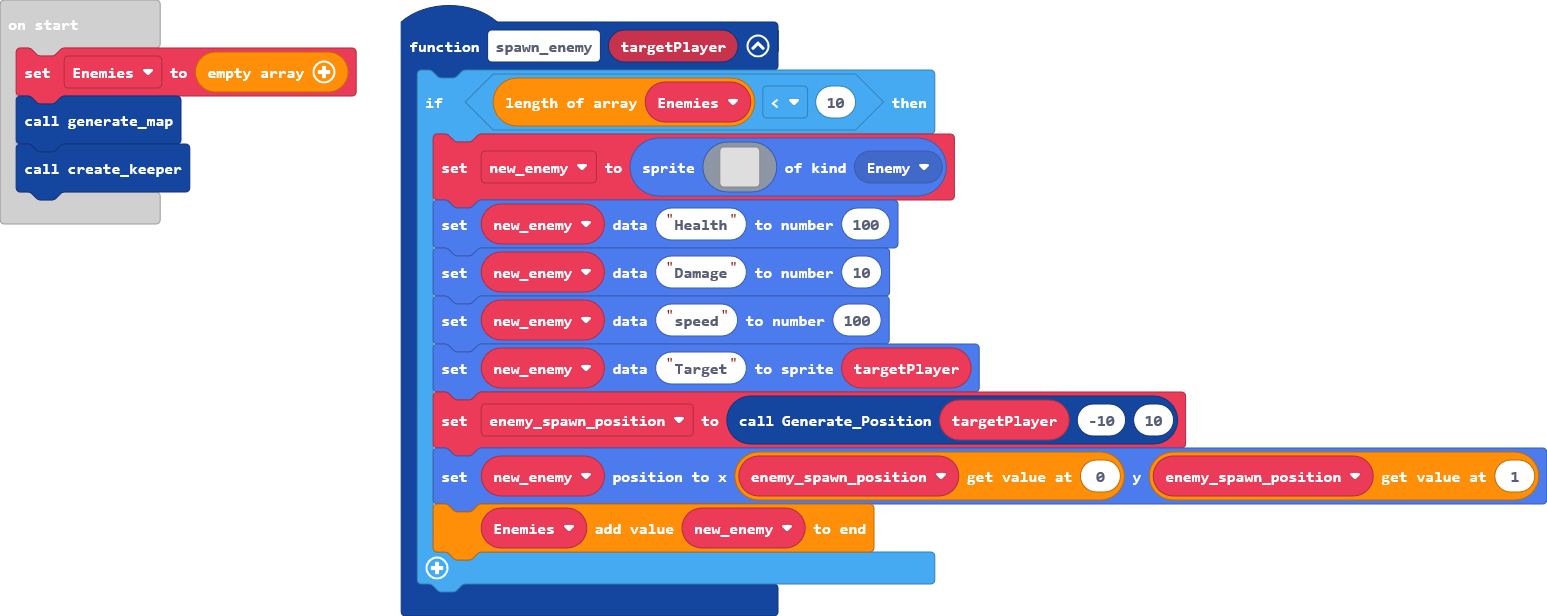 on start
set Enemies to empty array
call generate_map
call create_keeper
function spawn_enemy targetPlayer
if length of array Enemies < 10 then
set new_enemy to sprite of kind Enemy
set new_enemy data "Health" to number 100
set new_enemy data "Damage" to number 10
set new_enemy data "speed" to number 100
set new_enemy data "Target" to sprite targetPlayer
set enemy_spawn_position to call Generate_Position targetPlayer -10 10
set new_enemy position to x enemy_spawn_position get value at 0 y enemy_spawn_position get value at 1
Enemies add value new_enemy to end